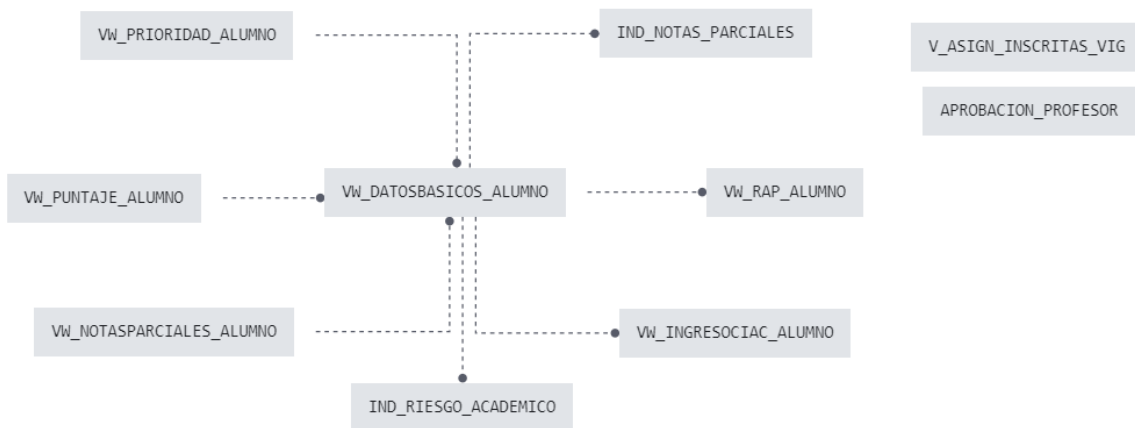 VW_PRIORIDAD_ALUMNO
IND_NOTAS_PARCIALES
V_ASIGN_INSCRITAS_VIG
APROBACION_PROFESOR
VW_PUNTAJE_ALUMNO
VW_DATOSBASICOS_ALUMNO
VW_RAP_ALUMNO
VW_NOTASPARCIALES_ALUMNO
VW_INGRESOCIAC_ALUMNO
IND_RIESGO_ACADEMICO